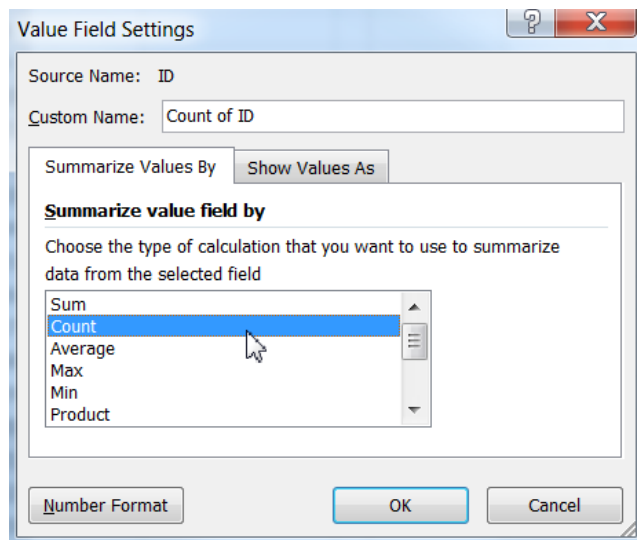 Value Field Settings
Source Name: ID
Custom Name: Count of ID
Summarize Values By Show Values As
Summarize value field by
Choose the type of calculation that you want to use to summarize
data from the selected field
Sum
Count
Average
Max
Min
Product
Number Format OK Cancel